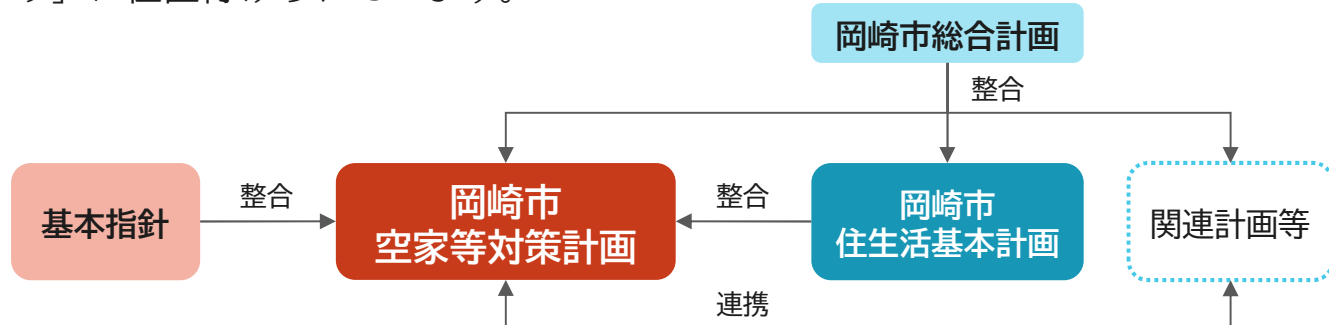 岡崎市総合計画
整合
基本指針
整合
岡崎市
空家等対策計画
整合
岡崎市
住生活基本計画
関連計画等
連携